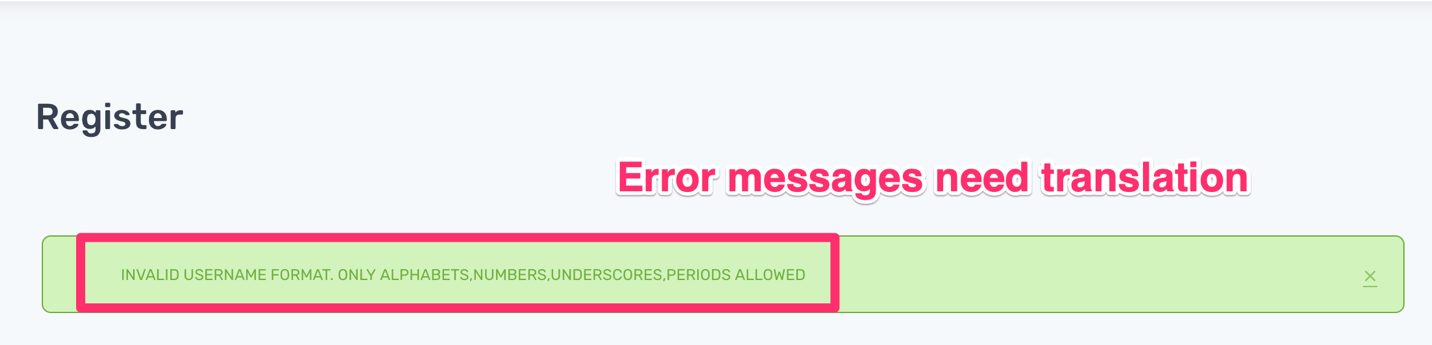 Register
Error messages need translation
INVALID USERNAME FORMAT. ONLY ALPHABETS,NUMBERS,UNDERSCORES,PERIODS ALLOWED
×